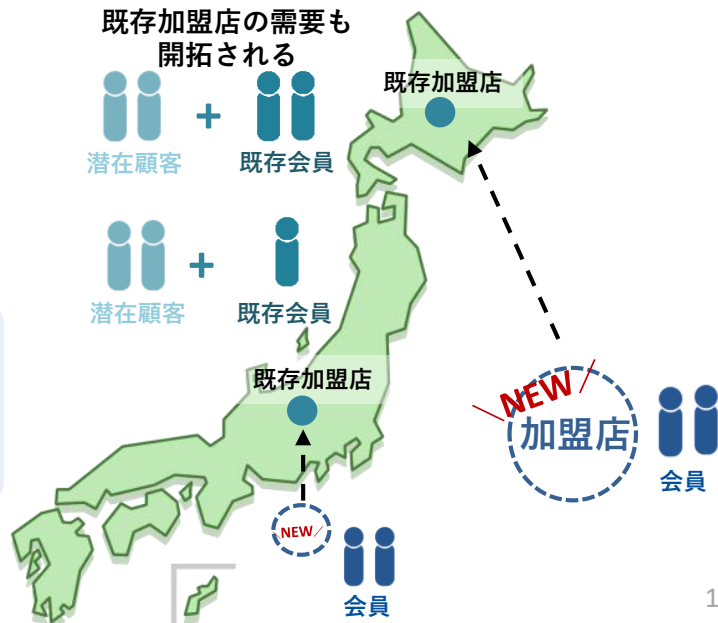 既存加盟店の需要も
開拓される
既存加盟店
+
潜在顧客
既存会員
+
潜在顧客
既存会員
既存加盟店
NEW
加盟店
会員
NEW
会員
1